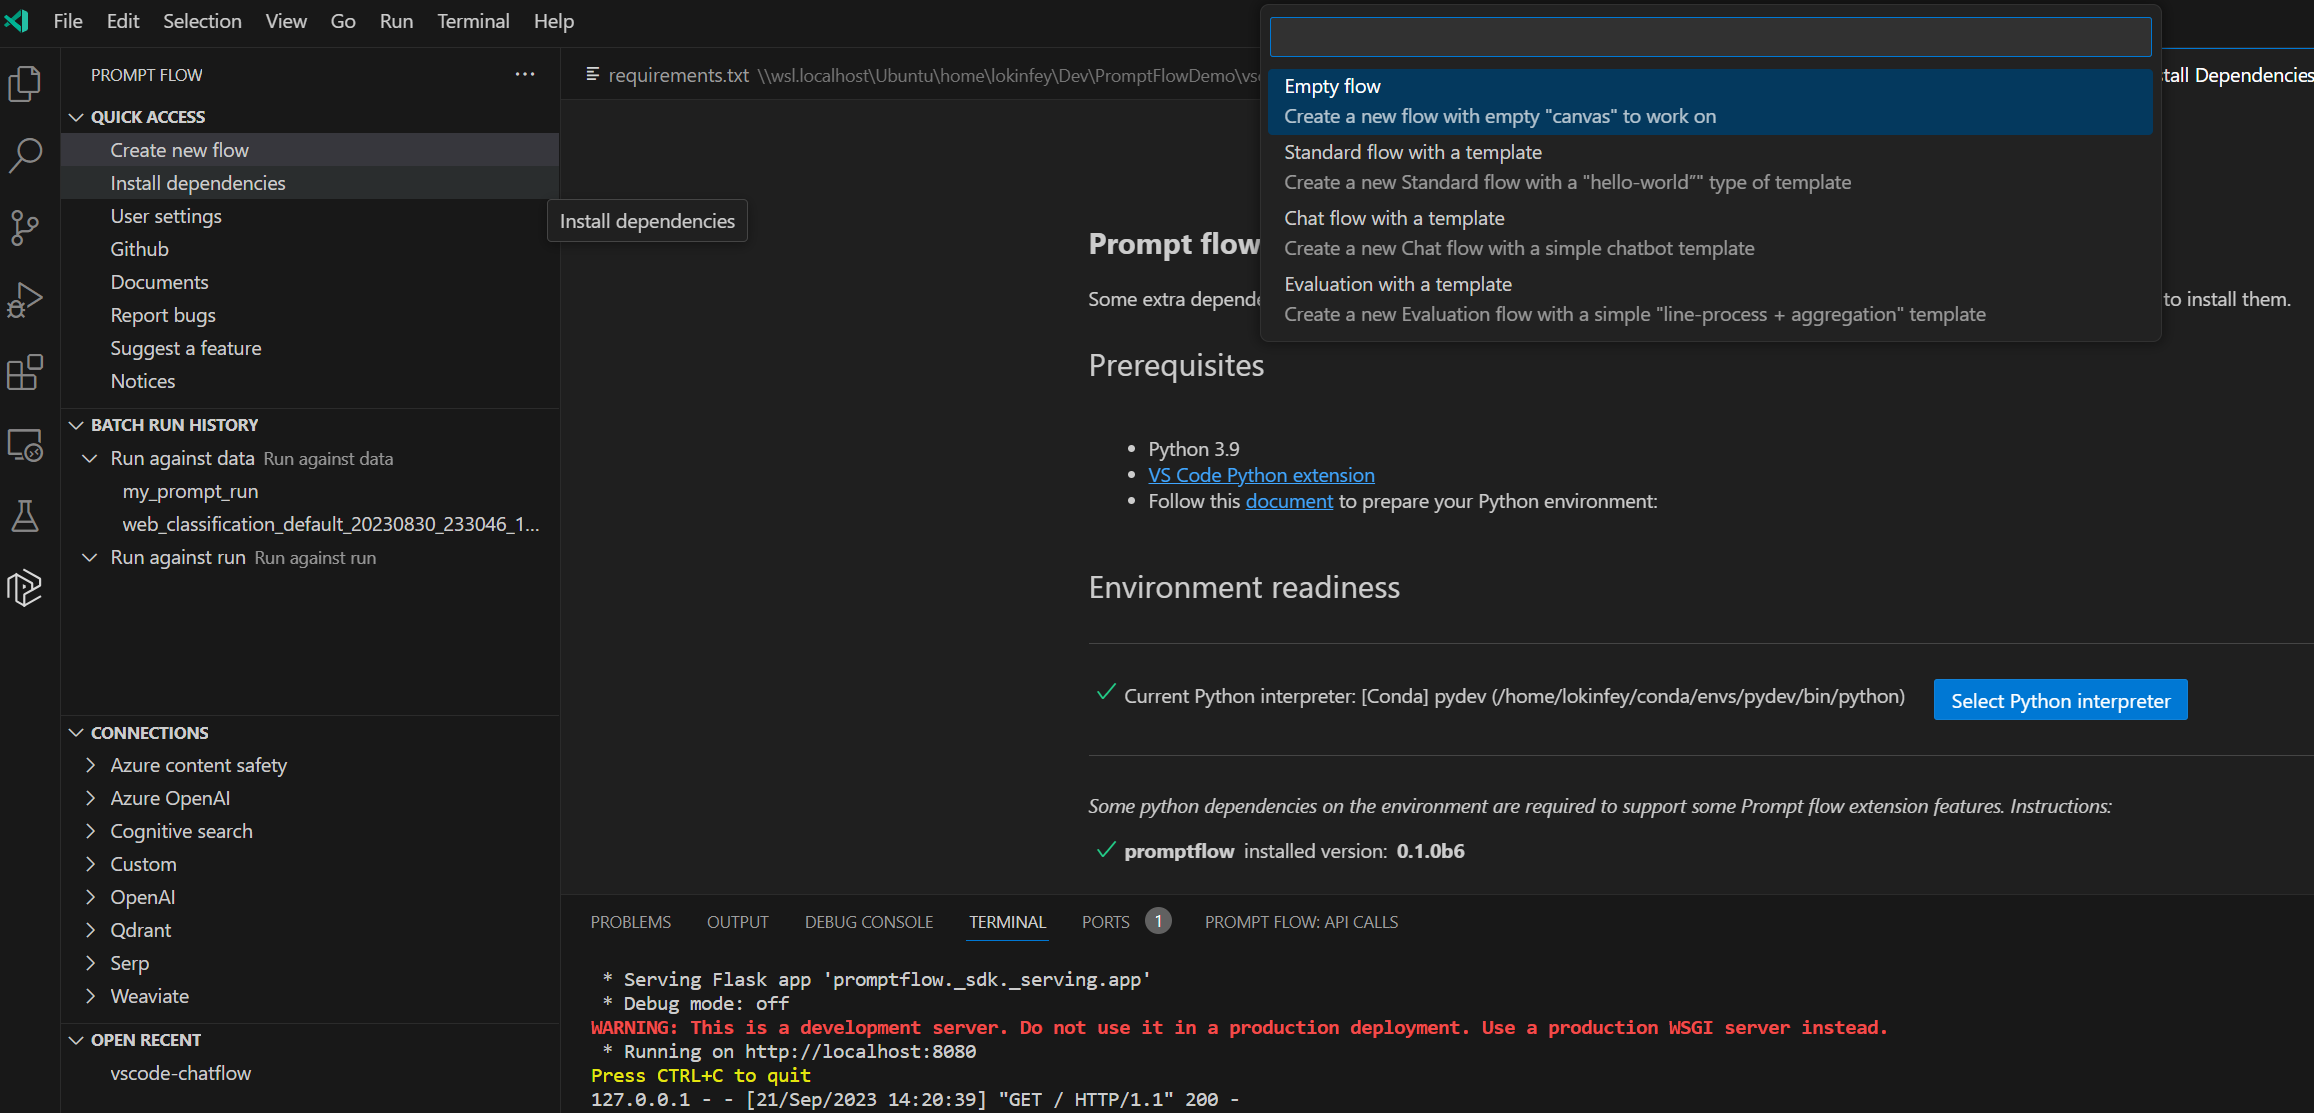 File Edit Selection View Go Run Terminal Help
PROMPT FLOW
QUICK ACCESS
Create new flow
Install dependencies
User settings
Github
Documents
Report bugs
Suggest a feature
Notices
Install dependencies
BATCH RUN HISTORY
Run against data Run against data
my_prompt_run
web_classification_default_20230830_233046_1...
Run against run Run against run
CONNECTIONS
Azure content safety
Azure OpenAI
Cognitive search
Custom
OpenAI
Qdrant
Serp
Weaviate
OPEN RECENT
vscode-chatflow
requirements.txt \\wsl.localhost\Ubuntu\home\lokinfey\Dev\PromptFlowDemo\vsc
tall Dependencies
Empty flow
Create a new flow with empty "canvas" to work on
Standard flow with a template
Create a new Standard flow with a "hello-world”" type of template
Chat flow with a template
Create a new Chat flow with a simple chatbot template
Evaluation with a template
Create a new Evaluation flow with a simple "line-process + aggregation" template
Prompt flow
Some extra depende to install them.
Prerequisites
• Python 3.9
• VS Code Python extension
• Follow this document to prepare your Python environment:
Environment readiness
Current Python interpreter: [Conda] pydev (/home/lokinfey/conda/envs/pydev/bin/python)
Select Python interpreter
Some python dependencies on the environment are required to support some Prompt flow extension features. Instructions:
promptflow installed version: 0.1.0b6
PROBLEMS OUTPUT DEBUG CONSOLE TERMINAL PORTS 1 PROMPT FLOW: API CALLS
* Serving Flask app 'promptflow._sdk._serving.app'
* Debug mode: off
WARNING: This is a development server. Do not use it in a production deployment. Use a production WSGI server instead.
* Running on http://localhost:8080
Press CTRL+C to quit
127.0.0.1 - - [21/Sep/2023 14:20:39] "GET / HTTP/1.1" 200 -